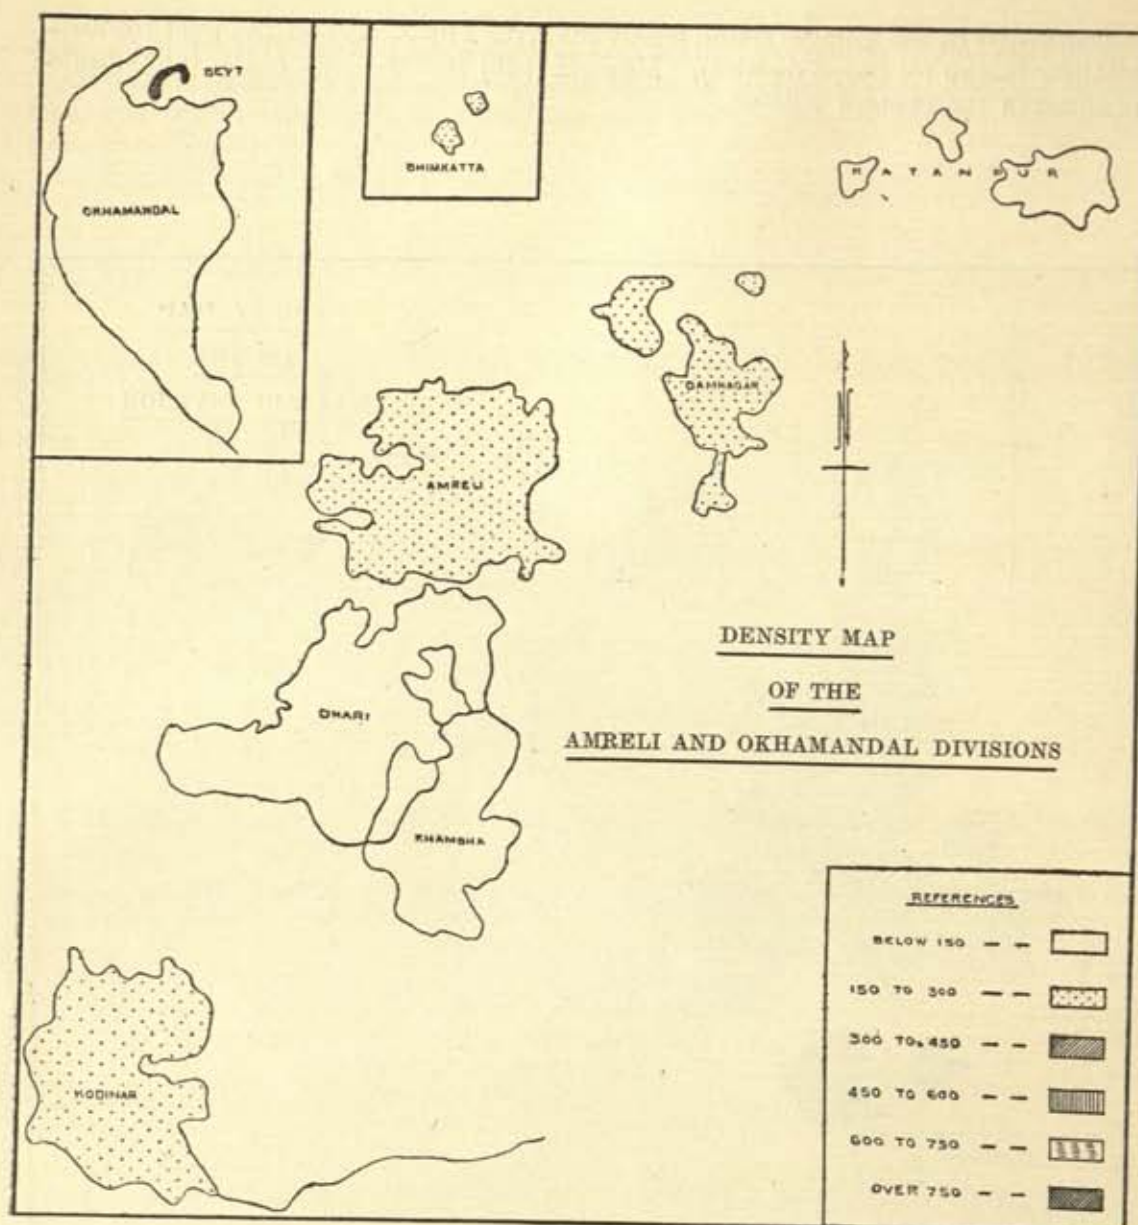 BEYT
OKHAMANDAL
BHIMKATTA
RATANPUR
DAMNAGAR
AMRELI
N
DENSITY MAP
OF THE
AMRELI AND OKHAMANDAL DIVISIONS
DHARI
KHAMBHA
KODINAR
REFERENCES
BELOW 150 — —
150 TO 300 — —
300 TO 450 — —
450 TO 600 — —
600 TO 750 — —
OVER 750 — —